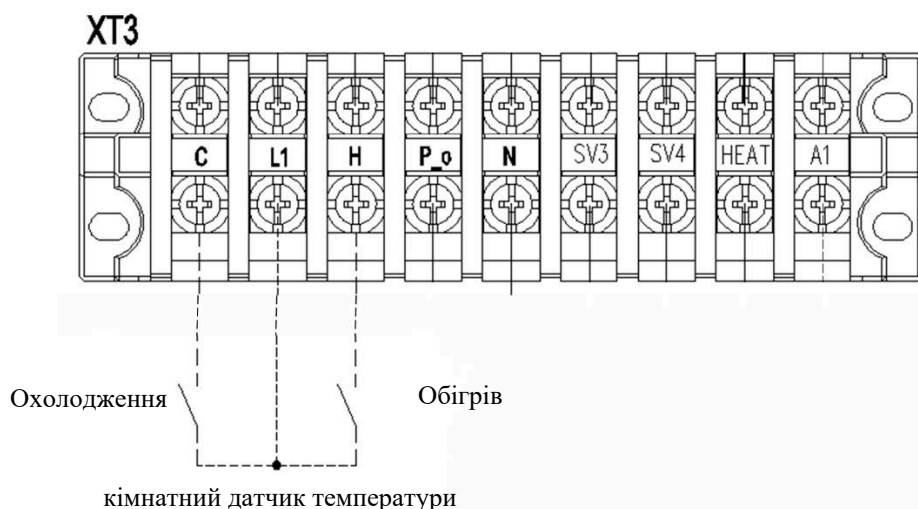 XT3
C L1 H P_o N SV3 SV4 HEAT A1
Охолодження Обігрів
кімнатний датчик температури